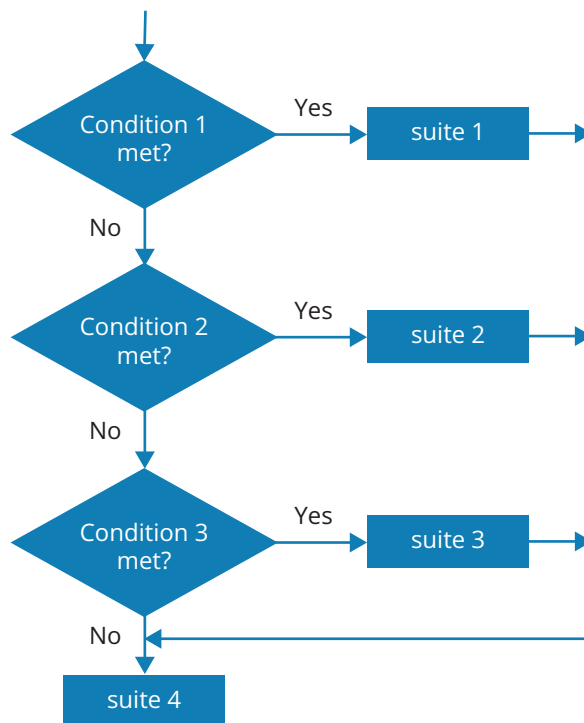 Condition 1
met?
Yes
suite 1
No
Condition 2
met?
Yes
suite 2
No
Condition 3
met?
Yes
suite 3
No
suite 4